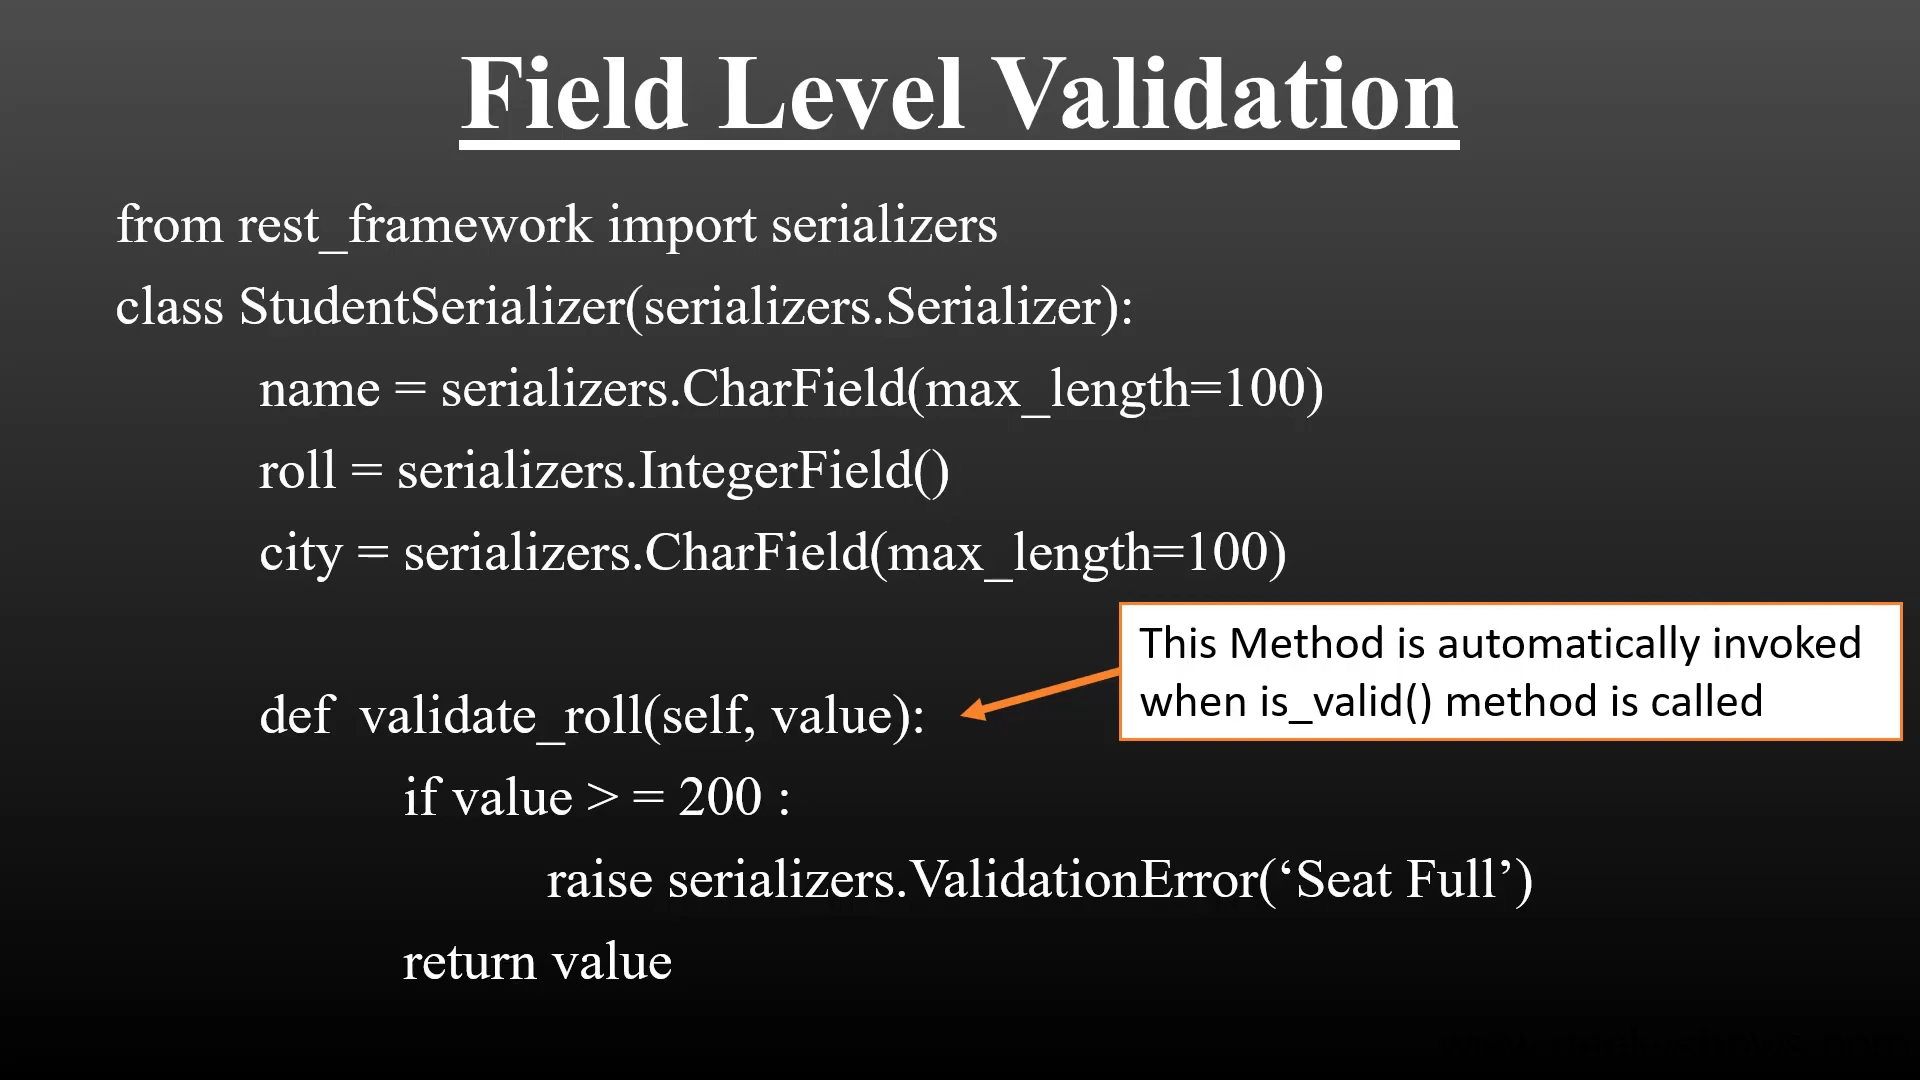 Field Level Validation
from rest_framework import serializers
class StudentSerializer(serializers.Serializer):
name = serializers.CharField(max_length=100)
roll = serializers.IntegerField()
city = serializers.CharField(max_length=100)
This Method is automatically invoked
when is_valid() method is called
def  validate_roll(self, value):
if value > = 200 :
raise serializers.ValidationError(‘Seat Full’)
return value